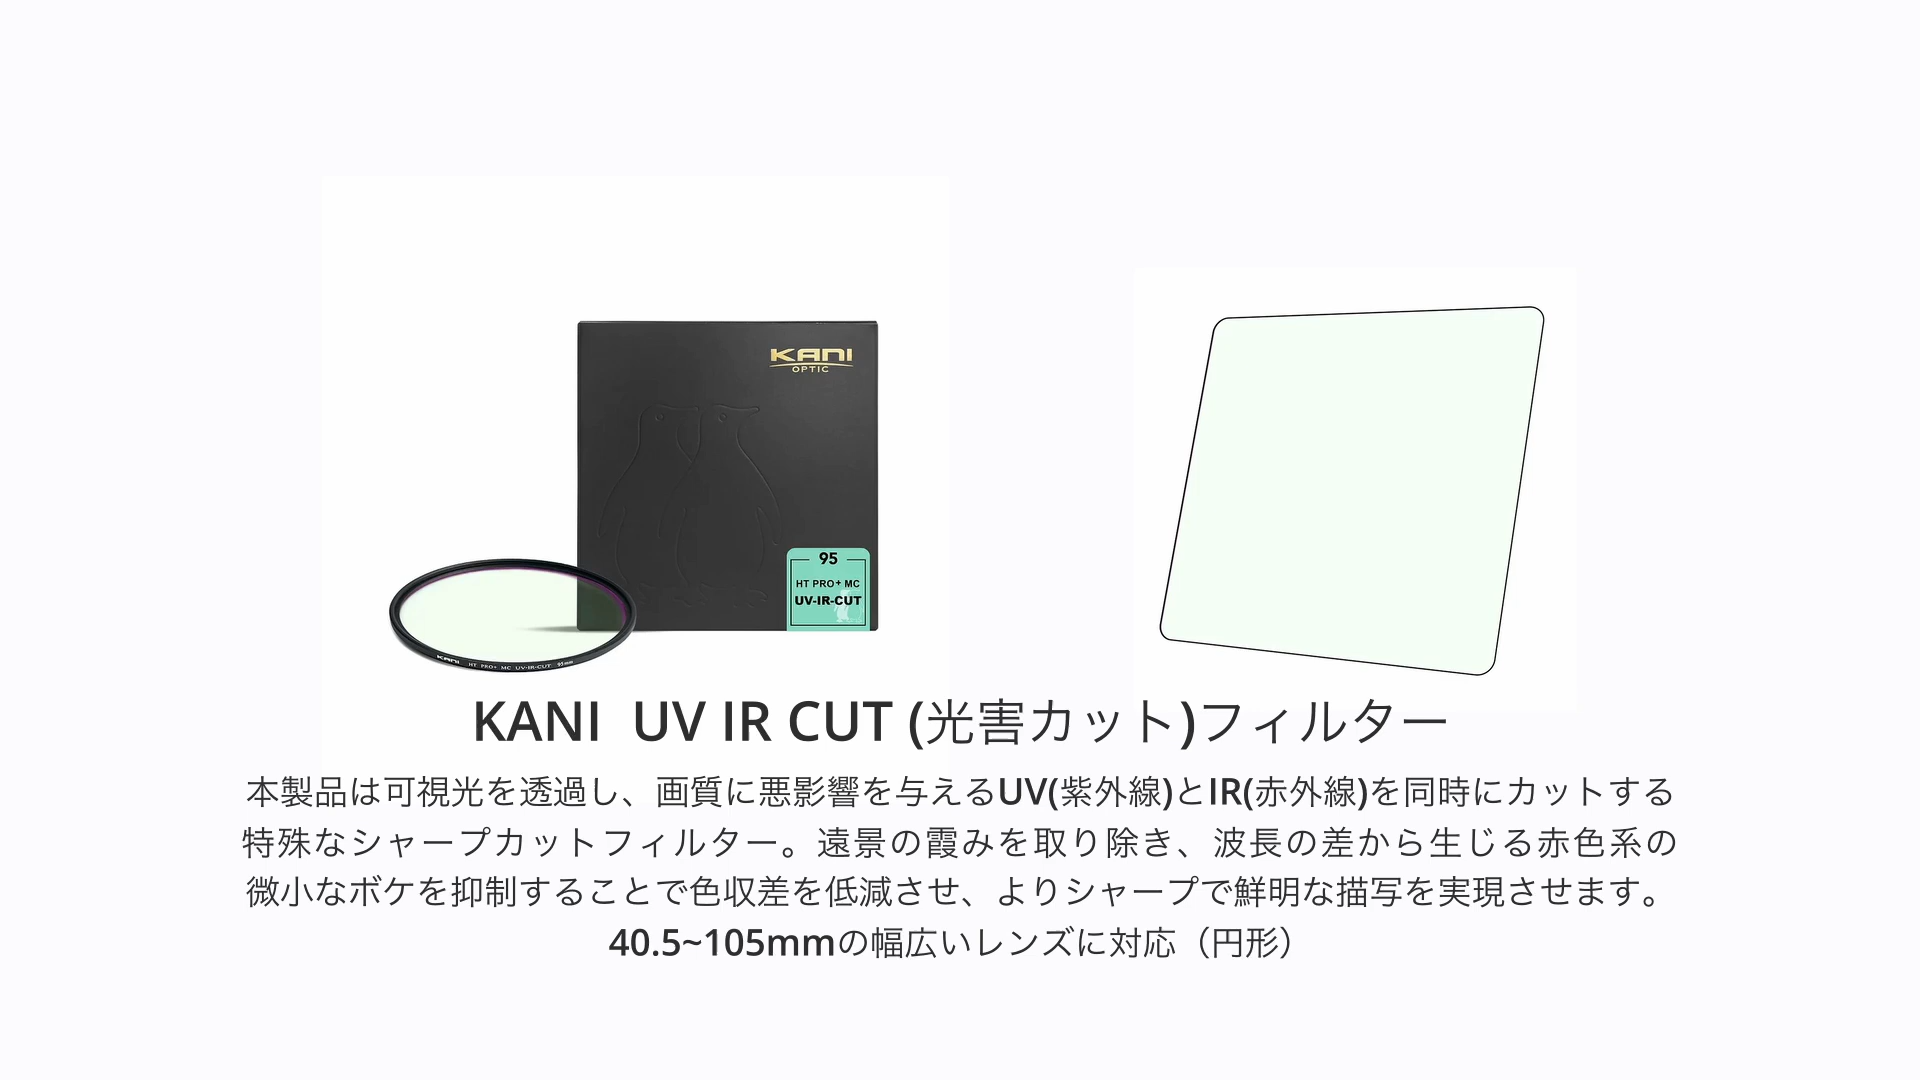 KANI
OPTIC
95
HT PRO+ MC
UV-IR-CUT
KANI HT PRO+ MC UV-IR-CUT 95mm
KANI UV IR CUT (光害カット)フィルター
本製品は可視光を透過し、画質に悪影響を与えるUV(紫外線)とIR(赤外線)を同時にカットする
特殊なシャープカットフィルター。遠景の霞みを取り除き、波長の差から生じる赤色系の
微小なボケを抑制することで色収差を低減させ、よりシャープで鮮明な描写を実現させます。
40.5~105mmの幅広いレンズに対応（円形）